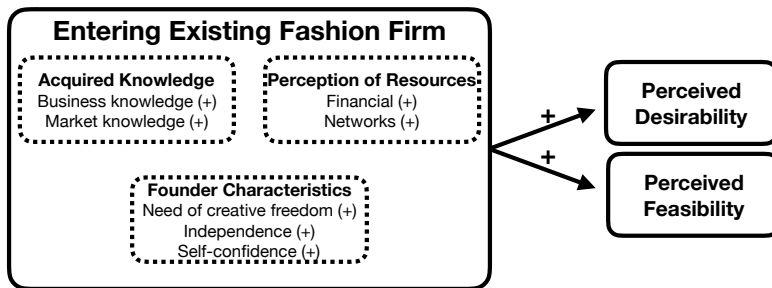 Entering Existing Fashion Firm
Acquired Knowledge
Business knowledge (+)
Market knowledge (+)
Perception of Resources
Financial (+)
Networks (+)
Founder Characteristics
Need of creative freedom (+)
Independence (+)
Self-confidence (+)
+
+
Perceived
Desirability
Perceived
Feasibility